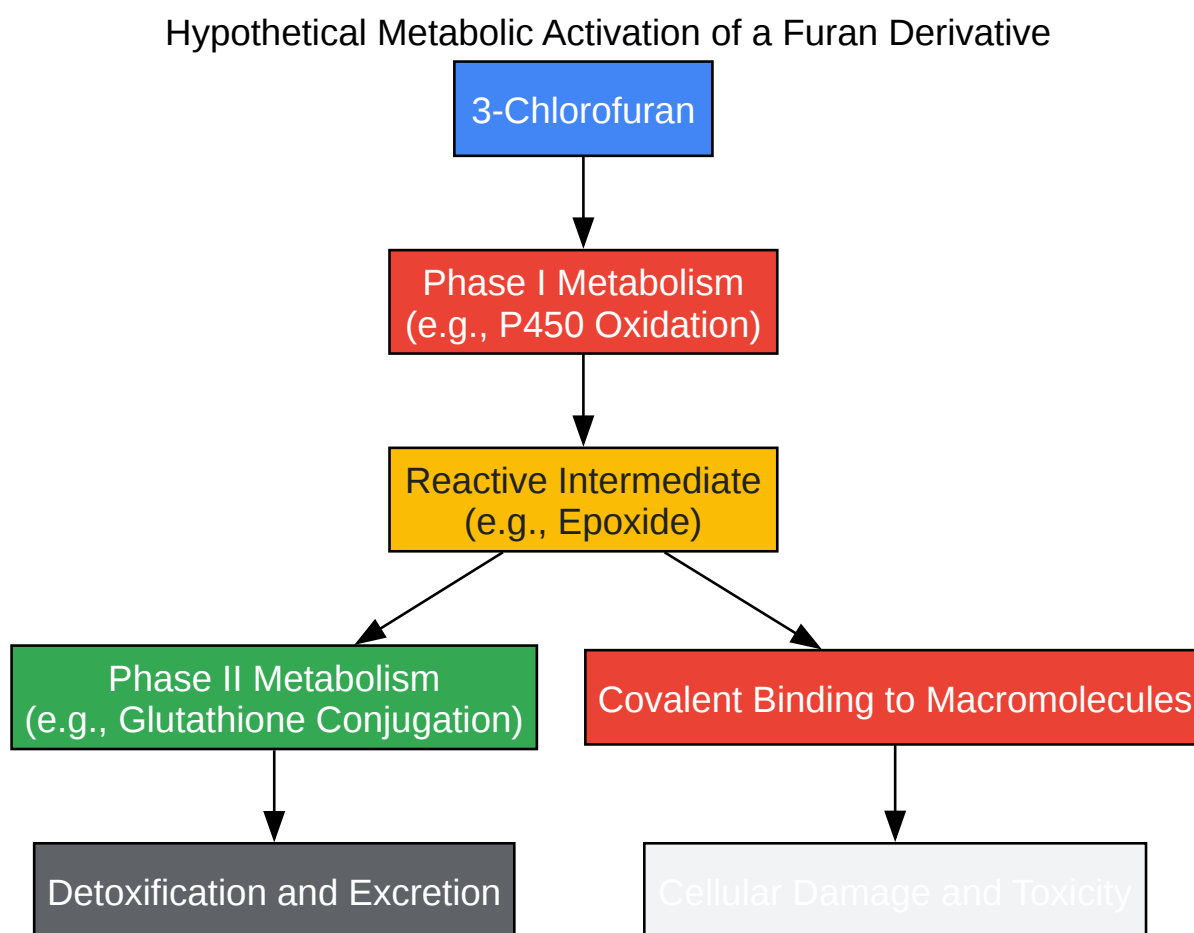 Hypothetical Metabolic Activation of a Furan Derivative
3-Chlorofuran
Phase I Metabolism
(e.g., P450 Oxidation)
Reactive Intermediate
(e.g., Epoxide)
Phase II Metabolism
(e.g., Glutathione Conjugation)
Covalent Binding to Macromolecules
Detoxification and Excretion
Cellular Damage and Toxicity